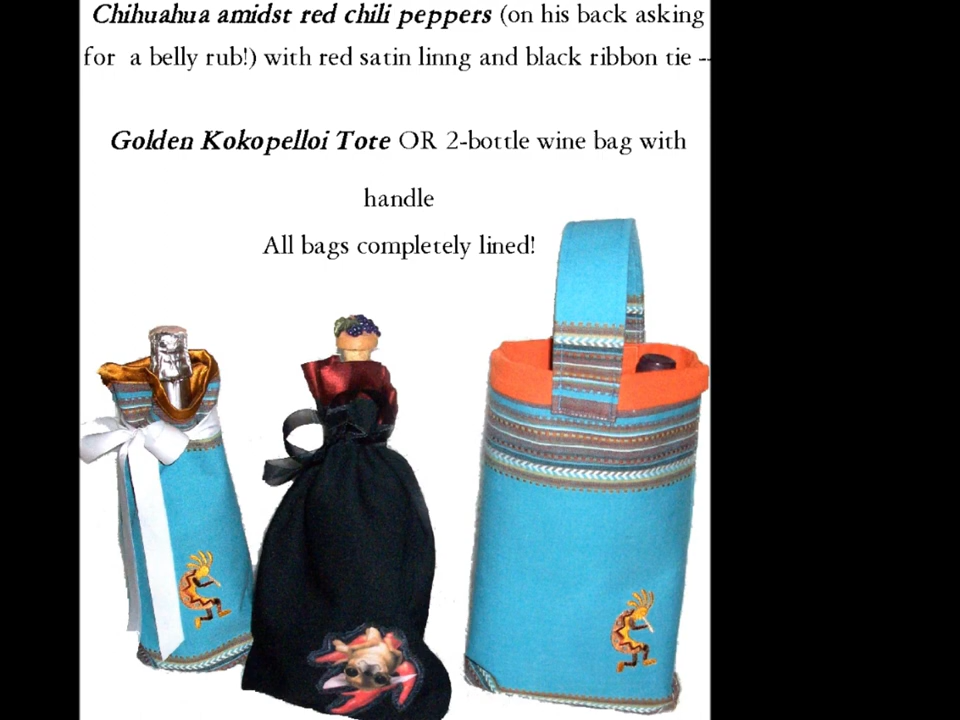 Chihuahua amidst red chili peppers (on his back asking
for a belly rub!) with red satin linng and black ribbon tie --
Golden Kokopelloi Tote OR 2-bottle wine bag with
handle
All bags completely lined!